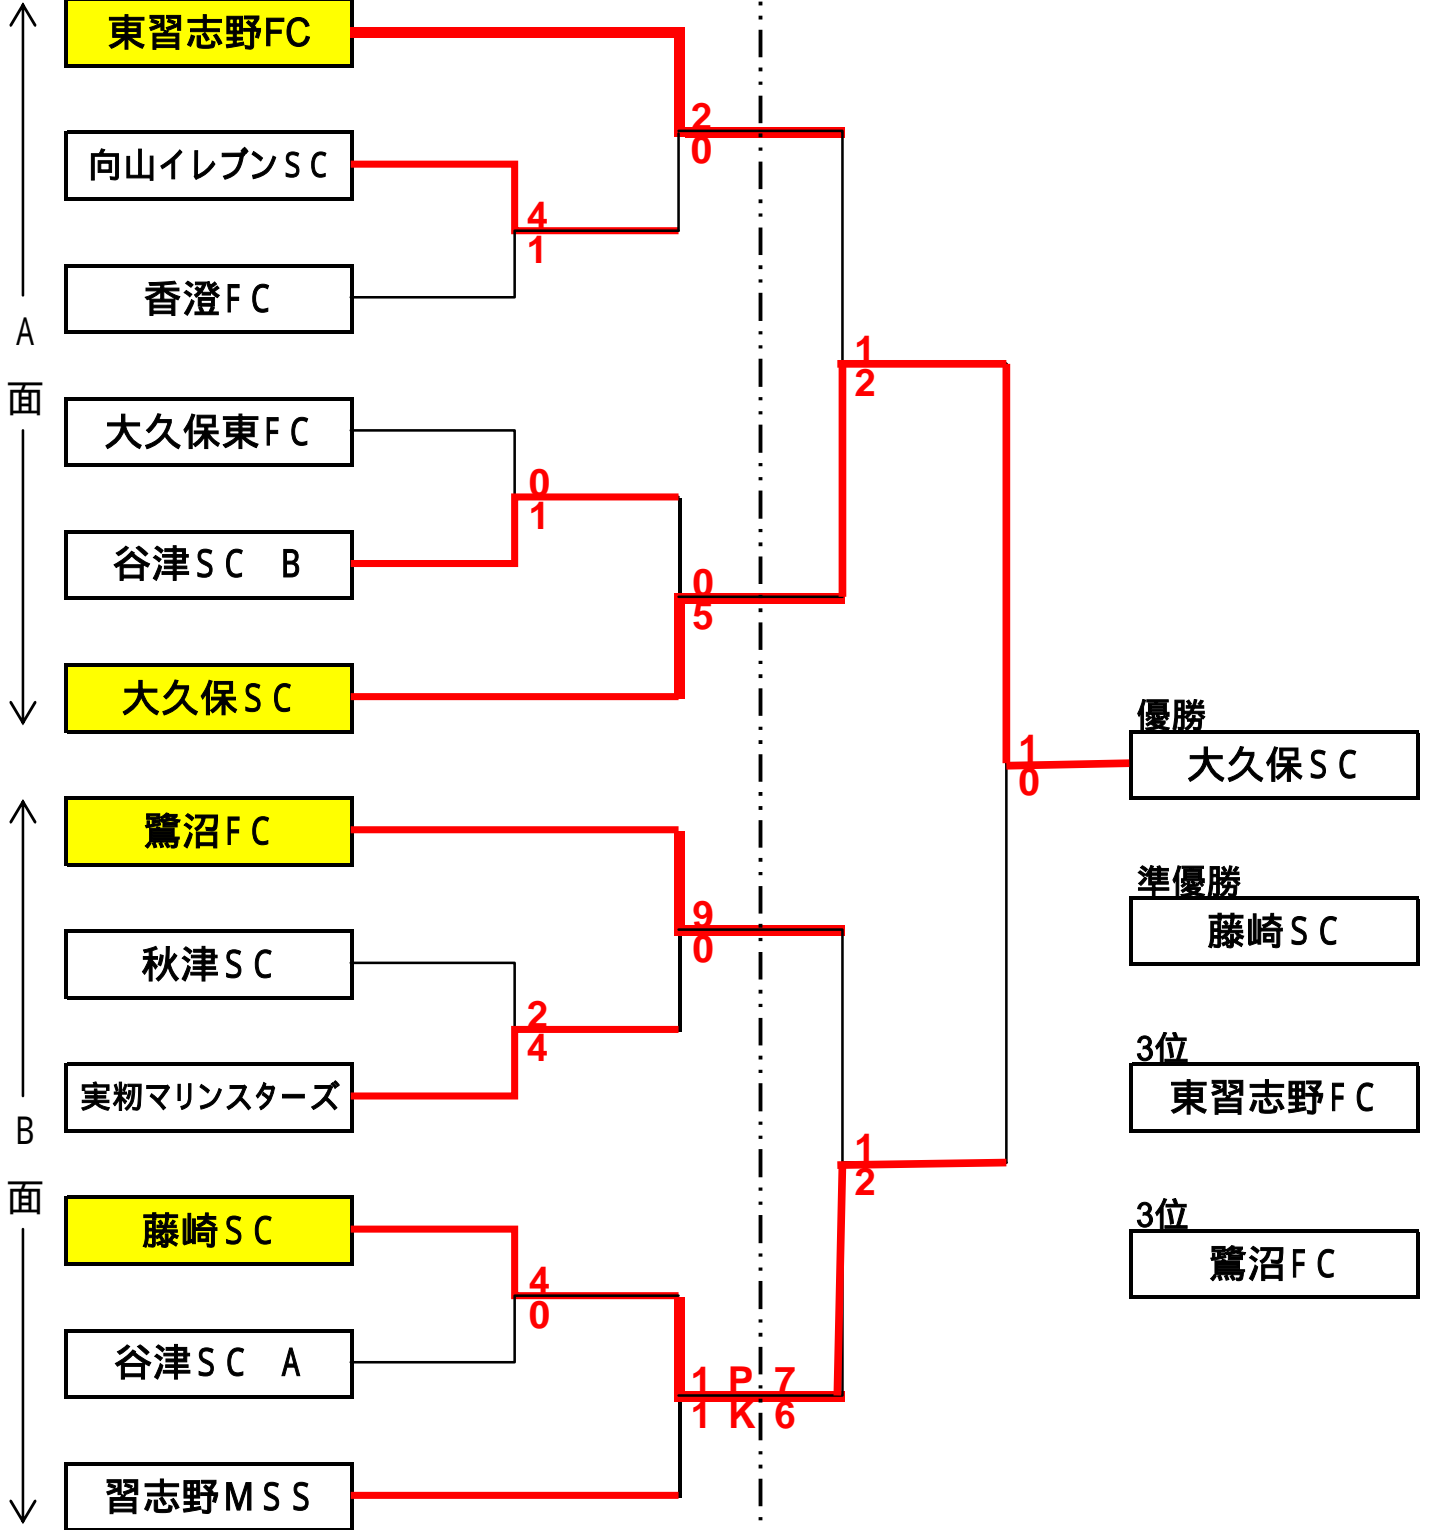 東習志野FC
2
0
向山イレブンSC
4
1
香澄FC
A
面
1
2
大久保東FC
0
1
谷津SC B
0
5
大久保SC
優勝
大久保SC
1
0
鷺沼FC
準優勝
藤崎SC
9
0
秋津SC
2
4
3位
東習志野FC
実籾マリンスターズ
B
面
1
2
藤崎SC
3位
鷺沼FC
4
0
谷津SC A
1 P 7
1 K 6
習志野MSS